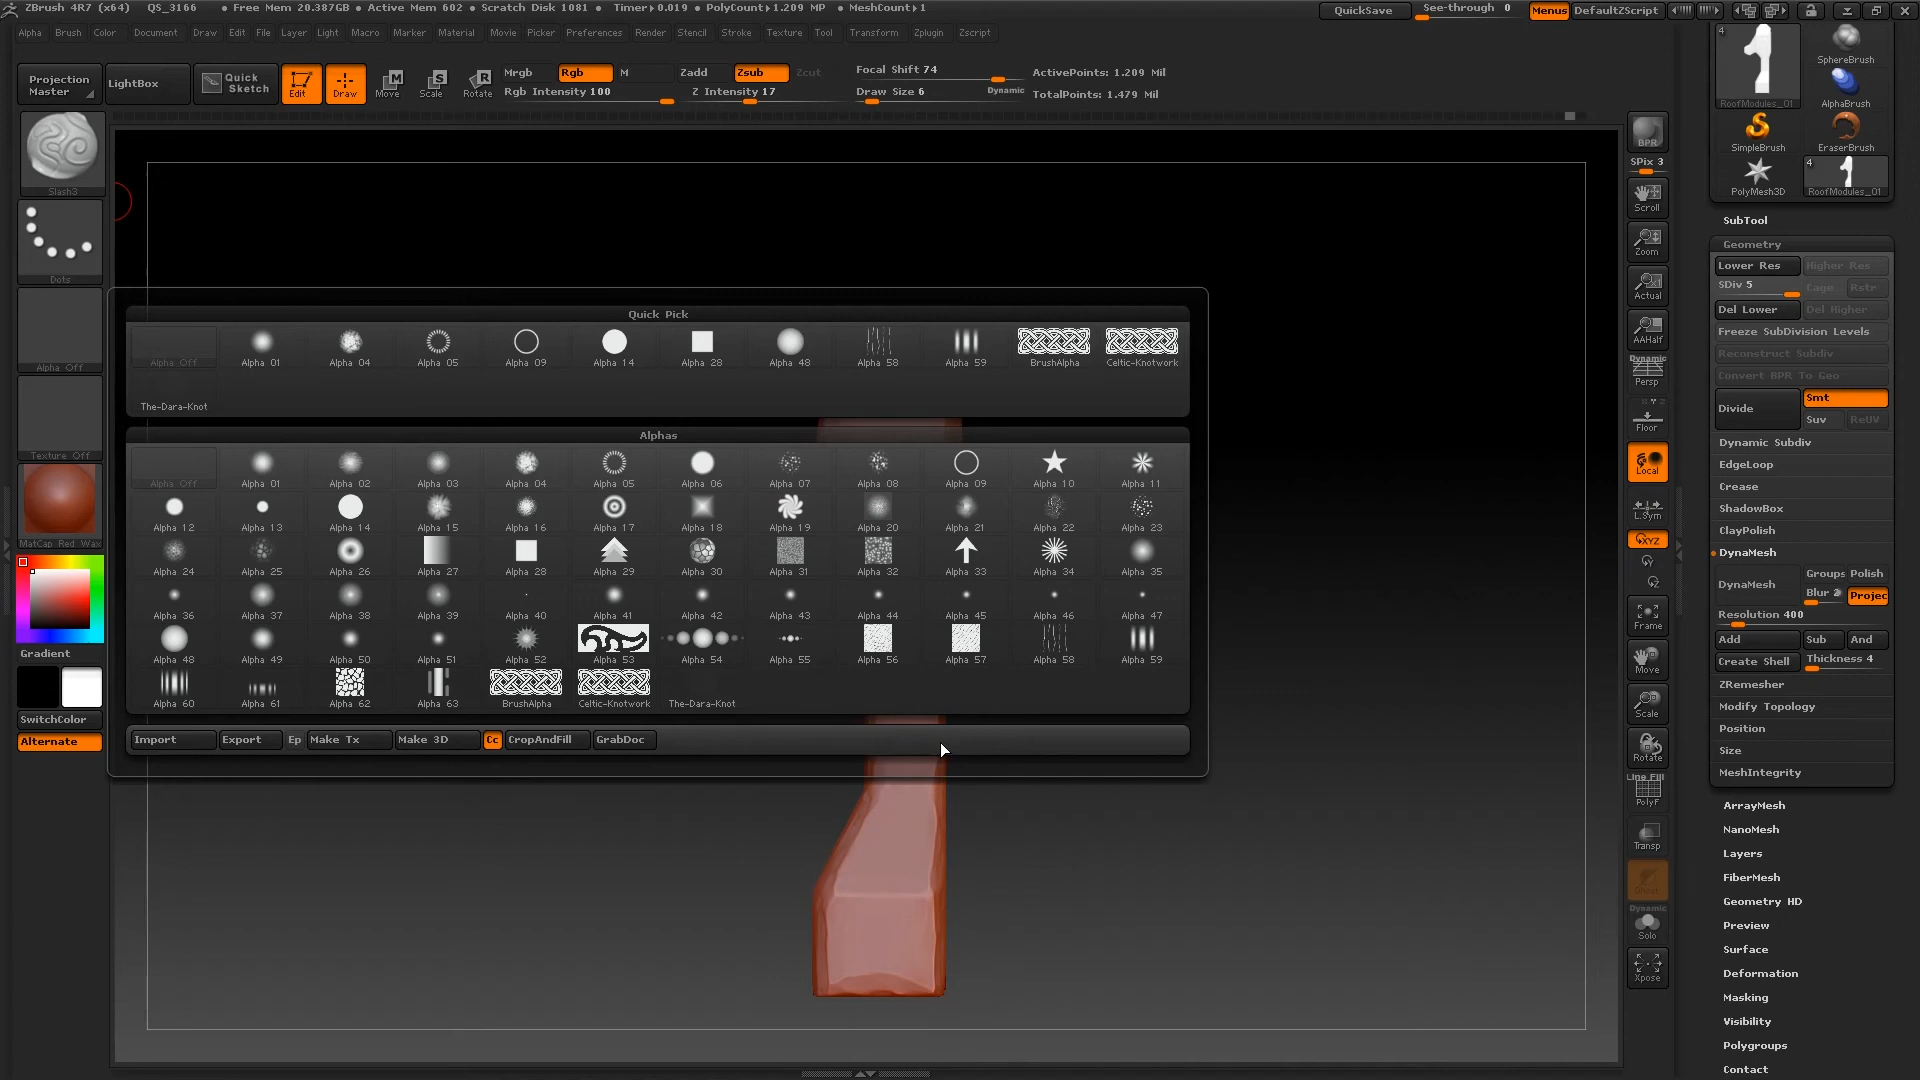 ZBrush 4R7 (x64) QS_3166 • Free Mem 20.387GB • Active Mem 602 • Scratch Disk 1081 • Timer▸0.019 • PolyCount▸1.209 MP • MeshCount▸1
QuickSave See-through 0 Menus DefaultZScript
Alpha Brush Color Document Draw Edit File Layer Light Macro Marker Material Movie Picker Preferences Render Stencil Stroke Texture Tool Transform Zplugin Zscript
Projection Master
LightBox
Quick Sketch
Edit
Draw
Move
Scale
Rotate
Mrgb Rgb M
Rgb Intensity 100
Zadd Zsub Zcut
Z Intensity 17
Focal Shift 74
Draw Size 6 Dynamic
ActivePoints: 1.209 Mil
TotalPoints: 1.479 Mil
Slash3
Dots
Alpha Off
Texture Off
MatCap Red Wax
Gradient
SwitchColor
Alternate
Quick Pick
Alpha Off Alpha 01 Alpha 04 Alpha 05 Alpha 09 Alpha 14 Alpha 28 Alpha 48 Alpha 58 Alpha 59 BrushAlpha Celtic-Knotwork
The-Dara-Knot
Alphas
Alpha Off Alpha 01 Alpha 02 Alpha 03 Alpha 04 Alpha 05 Alpha 06 Alpha 07 Alpha 08 Alpha 09 Alpha 10 Alpha 11
Alpha 12 Alpha 13 Alpha 14 Alpha 15 Alpha 16 Alpha 17 Alpha 18 Alpha 19 Alpha 20 Alpha 21 Alpha 22 Alpha 23
Alpha 24 Alpha 25 Alpha 26 Alpha 27 Alpha 28 Alpha 29 Alpha 30 Alpha 31 Alpha 32 Alpha 33 Alpha 34 Alpha 35
Alpha 36 Alpha 37 Alpha 38 Alpha 39 Alpha 40 Alpha 41 Alpha 42 Alpha 43 Alpha 44 Alpha 45 Alpha 46 Alpha 47
Alpha 48 Alpha 49 Alpha 50 Alpha 51 Alpha 52 Alpha 53 Alpha 54 Alpha 55 Alpha 56 Alpha 57 Alpha 58 Alpha 59
Alpha 60 Alpha 61 Alpha 62 Alpha 63 BrushAlpha Celtic-Knotwork The-Dara-Knot
Import Export Ep Make Tx Make 3D Cc CropAndFill GrabDoc
BPR
SPix 3
Scroll
Zoom
Actual
AAHalf
Dynamic
Persp
Floor
Local
L.Sym
XYZ
Frame
Move
Scale
Rotate
Line Fill
PolyF
Transp
Ghost
Dynamic
Solo
Xpose
4
RoofModules_01
SphereBrush
AlphaBrush
SimpleBrush
EraserBrush
PolyMesh3D
4
RoofModules_01
SubTool
Geometry
Lower Res Higher Res
SDiv 5 Cage Rstr
Del Lower Del Higher
Freeze SubDivision Levels
Reconstruct Subdiv
Convert BPR To Geo
Divide Smt
Suv ReUV
Dynamic Subdiv
EdgeLoop
Crease
ShadowBox
ClayPolish
DynaMesh
DynaMesh Groups Polish
Blur 2 Projec
Resolution 400
Add Sub And
Create Shell Thickness 4
ZRemesher
Modify Topology
Position
Size
MeshIntegrity
ArrayMesh
NanoMesh
Layers
FiberMesh
Geometry HD
Preview
Surface
Deformation
Masking
Visibility
Polygroups
Contact